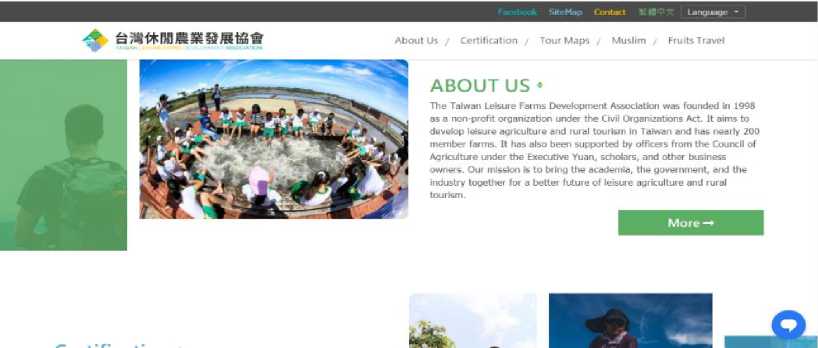 Facebook SiteMap Contact 繁體中文 Language
台灣休閒農業發展協會
TAIWAN LEISURE FARMS DEVELOPMENT ASSOCIATION
About Us / Certification / Tour Maps / Muslim / Fruits Travel
ABOUT US
The Taiwan Leisure Farms Development Association was founded in 1998
as a non-profit organization under the Civil Organizations Act. It aims to
develop leisure agriculture and rural tourism in Taiwan and has nearly 200
member farms. It has also been supported by officers from the Council of
Agriculture under the Executive Yuan, scholars, and other business
owners. Our mission is to bring the academia, the government, and the
industry together for a better future of leisure agriculture and rural
tourism.
More →